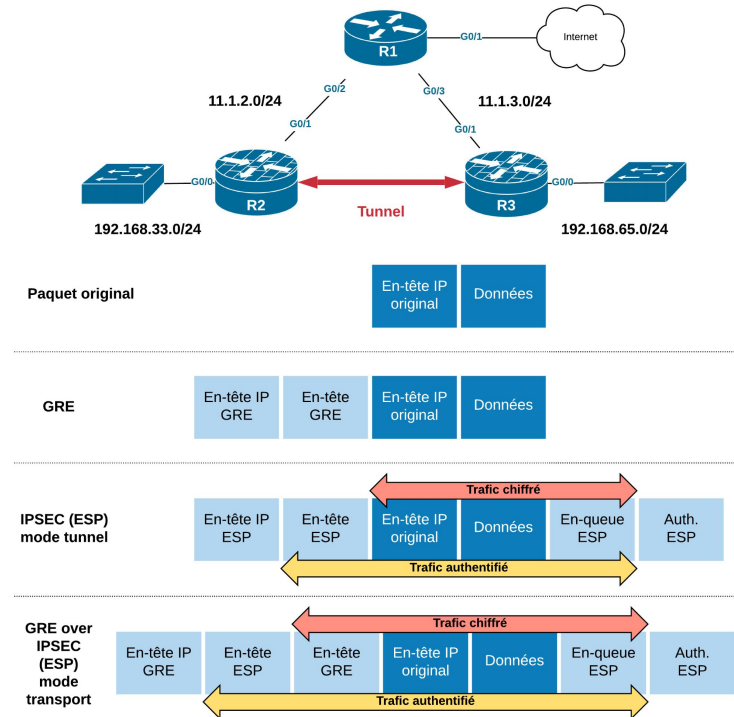 R1
G0/1
Internet
G0/2
G0/3
11.1.2.0/24
11.1.3.0/24
G0/1
G0/1
G0/0
R2
Tunnel
R3
G0/0
192.168.33.0/24
192.168.65.0/24
Paquet original
En-tête IP
original
Données
GRE
En-tête IP
GRE
En-tête
GRE
En-tête IP
original
Données
IPSEC (ESP)
mode tunnel
Trafic chiffré
En-tête IP
ESP
En-tête
ESP
En-tête IP
original
Données
En-queue
ESP
Auth.
ESP
Trafic authentifié
GRE over
IPSEC
(ESP)
mode
transport
Trafic chiffré
En-tête IP
GRE
En-tête
ESP
En-tête
GRE
En-tête IP
original
Données
En-queue
ESP
Auth.
ESP
Trafic authentifié